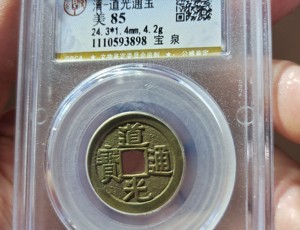 清-道光通宝
美 85
24.3*1.4mm,4.2g
1110593898 宝 泉
道
寶 通
光